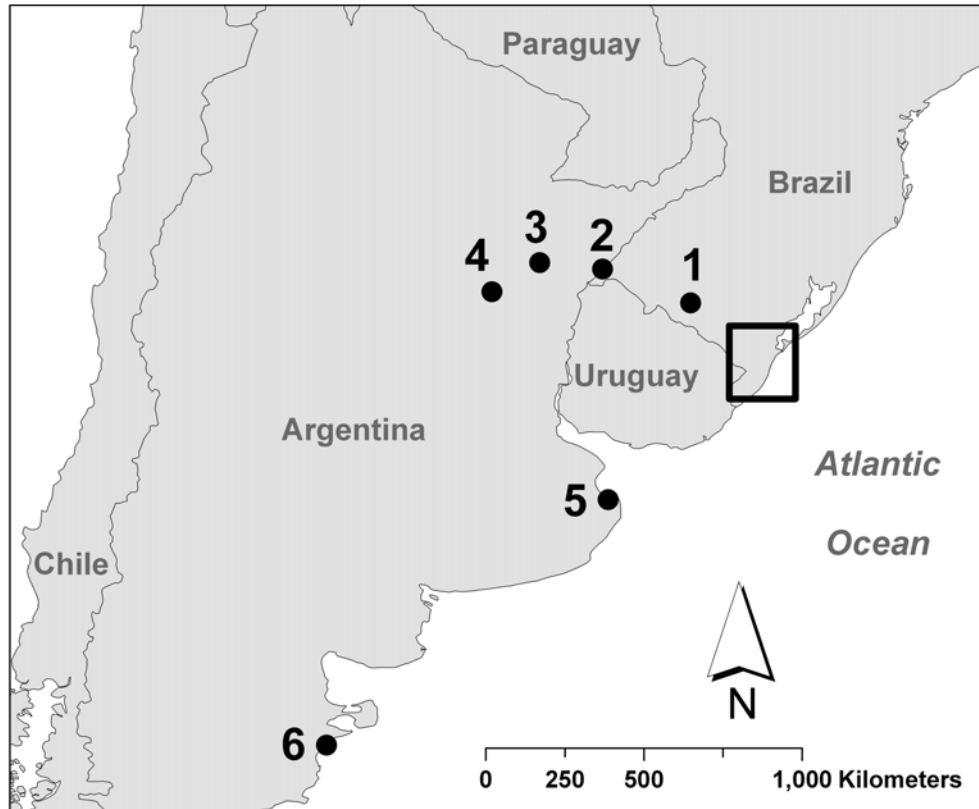 Paraguay
Brazil
3
2
4
1
Uruguay
Argentina
Atlantic
Ocean
5
Chile
N
6
0 250 500 1,000 Kilometers